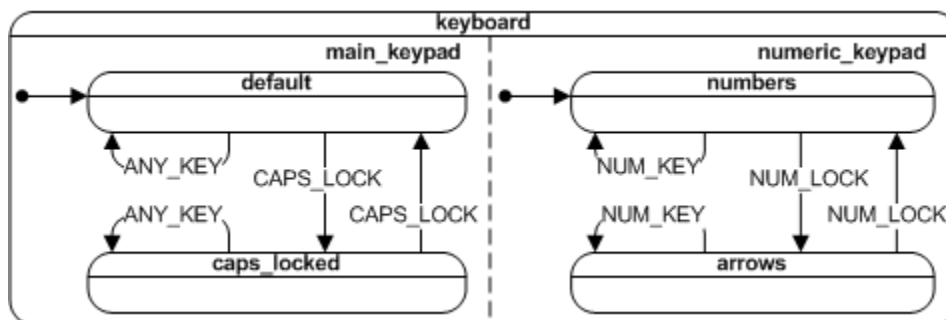 keyboard
main_keypad
default
ANY_KEY
CAPS_LOCK
ANY_KEY
CAPS_LOCK
caps_locked
numeric_keypad
numbers
NUM_KEY
NUM_LOCK
NUM_KEY
NUM_LOCK
arrows